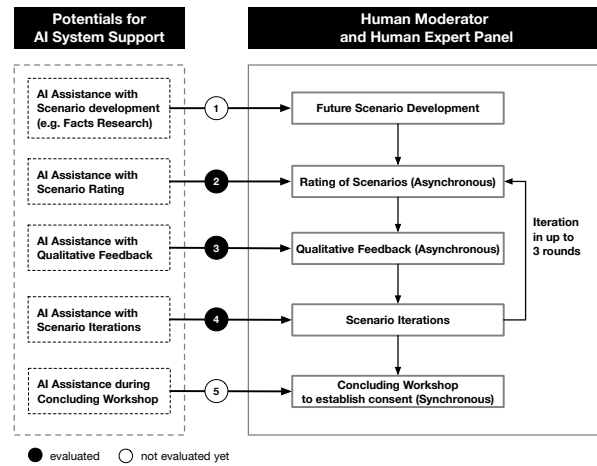 Potentials for
AI System Support
Human Moderator
and Human Expert Panel
AI Assistance with
Scenario development
(e.g. Facts Research)
1
Future Scenario Development
AI Assistance with
Scenario Rating
2
Rating of Scenarios (Asynchronous)
Iteration
in up to
3 rounds
AI Assistance with
Qualitative Feedback
3
Qualitative Feedback (Asynchronous)
AI Assistance with
Scenario Iterations
4
Scenario Iterations
AI Assistance during
Concluding Workshop
5
Concluding Workshop
to establish consent (Synchronous)
evaluated
not evaluated yet